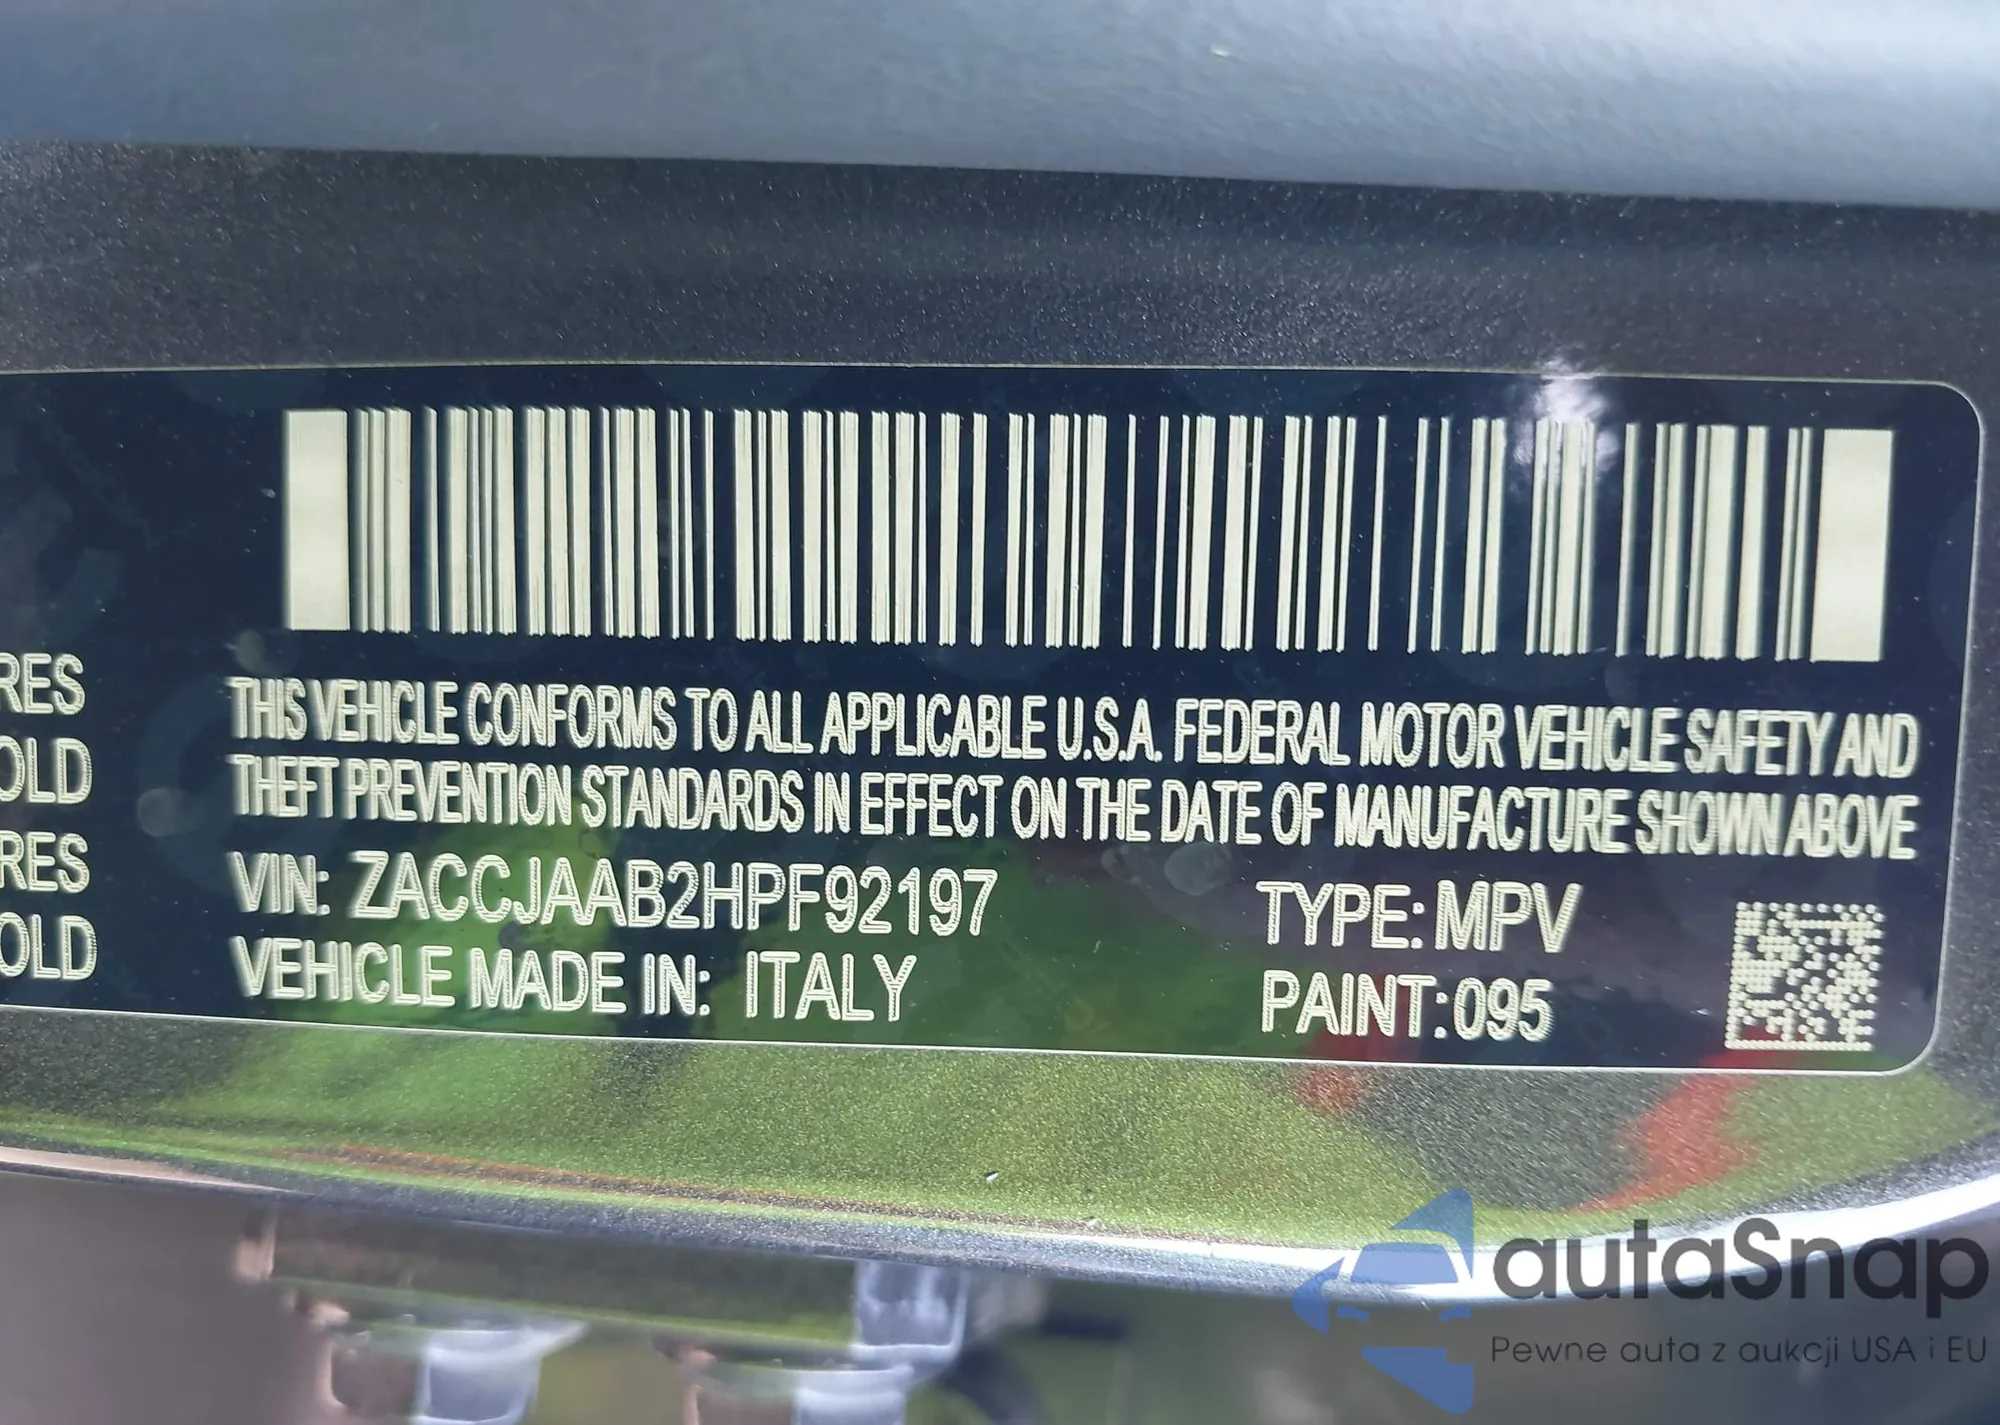 THIS VEHICLE CONFORMS TO ALL APPLICABLE U.S.A. FEDERAL MOTOR VEHICLE SAFETY AND
THEFT PREVENTION STANDARDS IN EFFECT ON THE DATE OF MANUFACTURE SHOWN ABOVE
VIN: ZACCJAAB2HPF92197 TYPE: MPV
VEHICLE MADE IN: ITALY PAINT: 095
RES
OLD
RES
OLD
autaSnap
Pewne auta z aukcji USA i EU